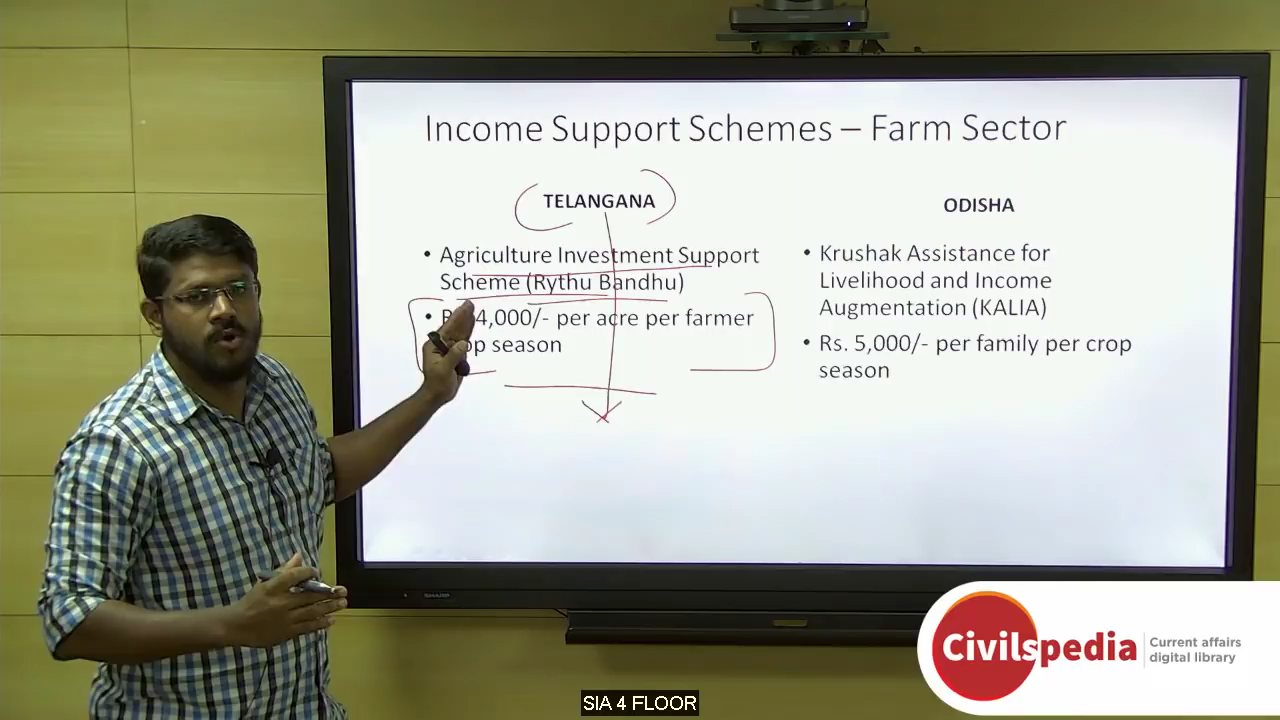 Income Support Schemes – Farm Sector
TELANGANA
• Agriculture Investment Support
Scheme (Rythu Bandhu)
• 4,000/- per acre per farmer
season
ODISHA
• Krushak Assistance for
Livelihood and Income
Augmentation (KALIA)
• Rs. 5,000/- per family per crop
season
SHARP
Civilspedia
Current affairs
digital library
SIA 4 FLOOR